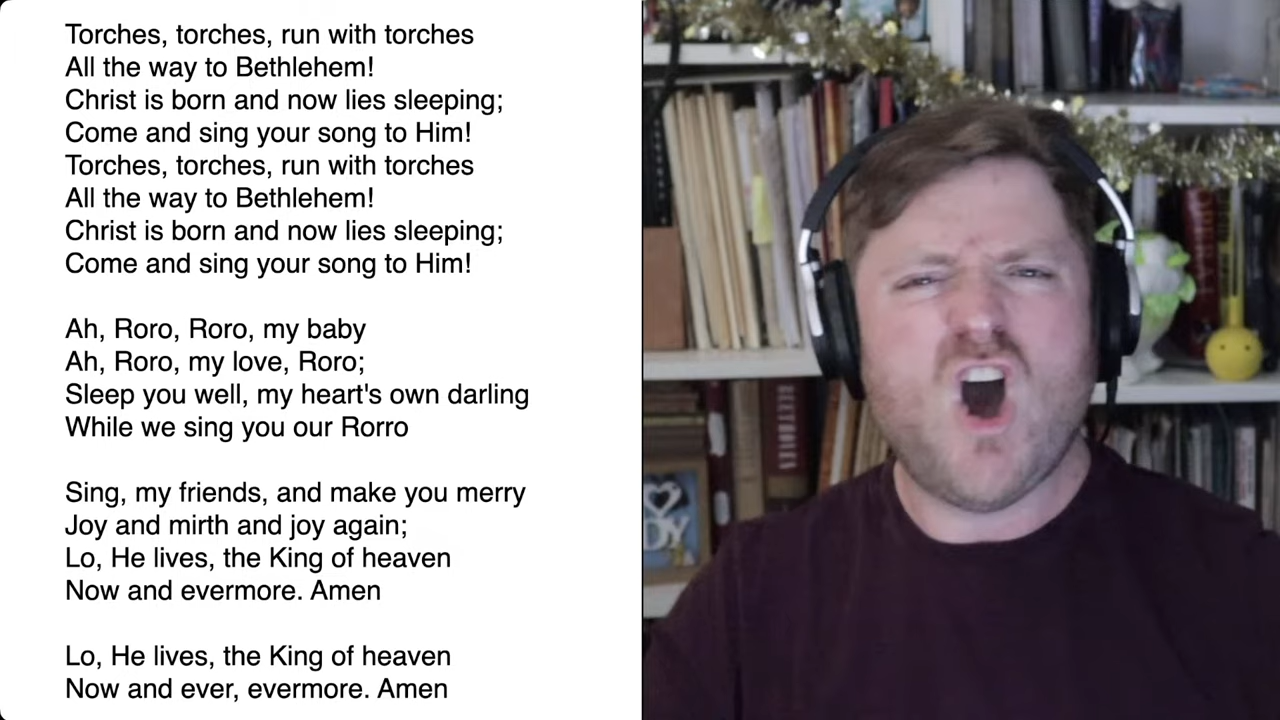 Torches, torches, run with torches
All the way to Bethlehem!
Christ is born and now lies sleeping;
Come and sing your song to Him!
Torches, torches, run with torches
All the way to Bethlehem!
Christ is born and now lies sleeping;
Come and sing your song to Him!
Ah, Roro, Roro, my baby
Ah, Roro, my love, Roro;
Sleep you well, my heart's own darling
While we sing you our Rorro
Sing, my friends, and make you merry
Joy and mirth and joy again;
Lo, He lives, the King of heaven
Now and evermore. Amen
Lo, He lives, the King of heaven
Now and ever, evermore. Amen